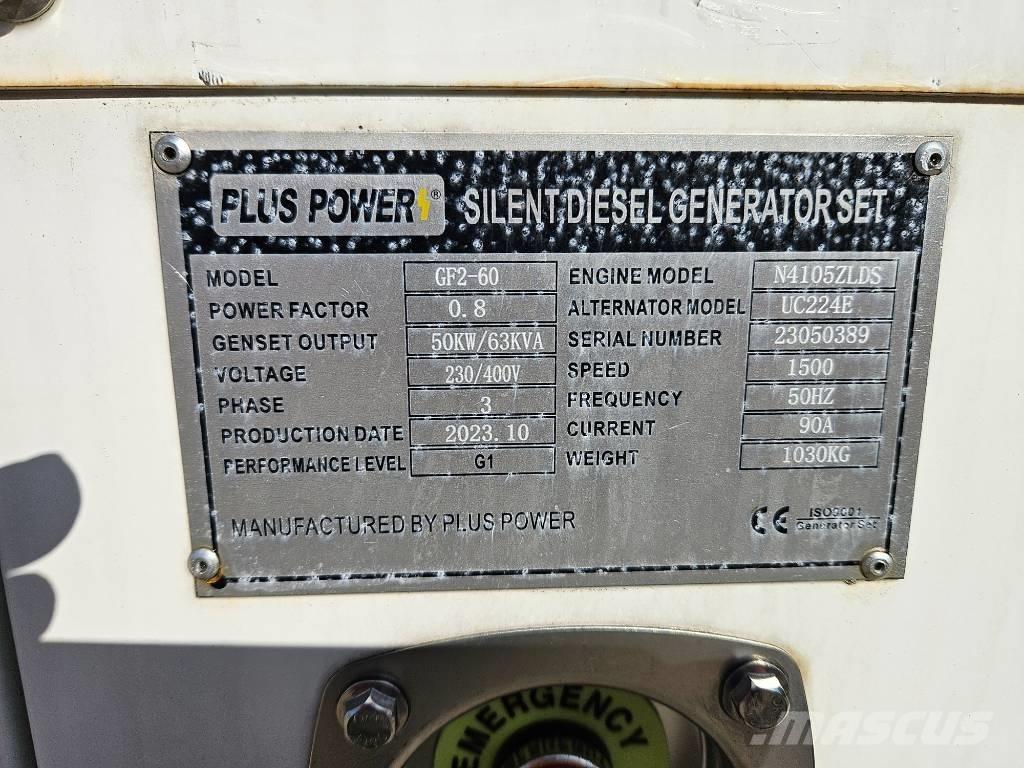 PLUS POWER® SILENT DIESEL GENERATOR SET
MODEL GF2-60 ENGINE MODEL N4105ZLDS
POWER FACTOR 0.8 ALTERNATOR MODEL UC224E
GENSET OUTPUT 50KW/63KVA SERIAL NUMBER 23050389
VOLTAGE 230/400V SPEED 1500
PHASE 3 FREQUENCY 50HZ
PRODUCTION DATE 2023.10 CURRENT 90A
PERFORMANCE LEVEL G1 WEIGHT 1030KG
MANUFACTURED BY PLUS POWER CE ISO9001
Generator Set
EMERGENCY
MASCUS